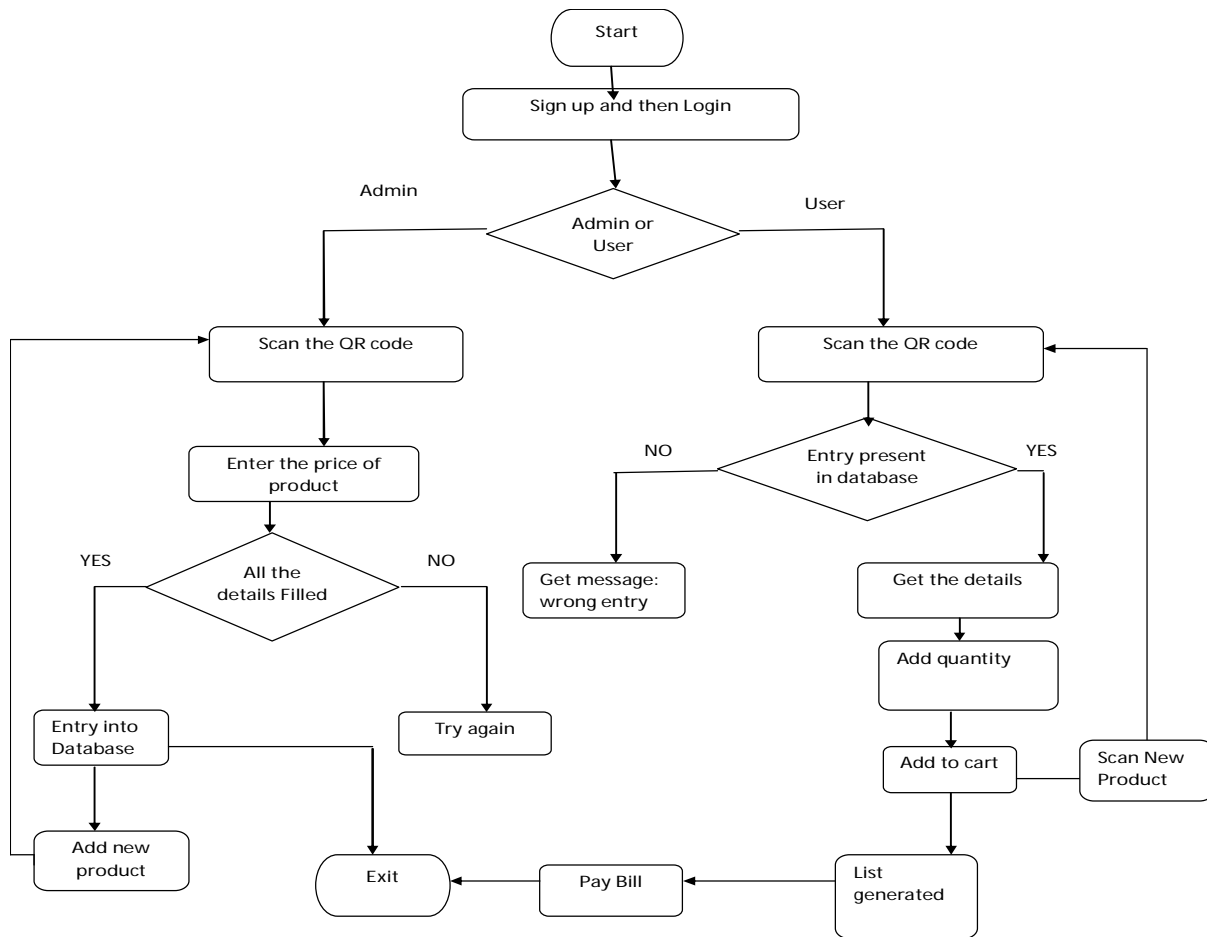 Start
Sign up and then Login
Admin
User
Admin or
User
Scan the QR code
Scan the QR code
Enter the price of
product
NO
Entry present
in database
YES
YES
All the
details Filled
NO
Get message:
wrong entry
Get the details
Add quantity
Entry into
Database
Try again
Add to cart
Scan New
Product
Add new
product
Exit
Pay Bill
List
generated